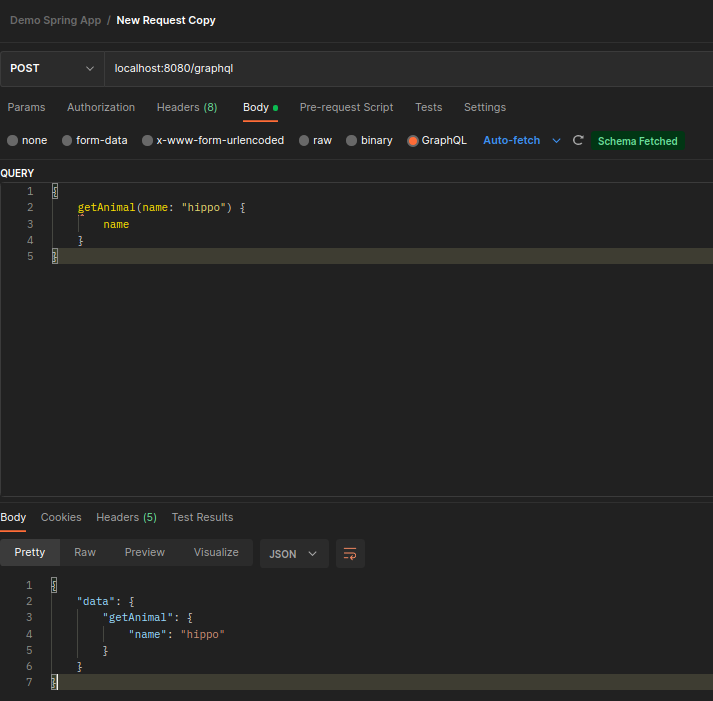 Demo Spring App / New Request Copy
POST localhost:8080/graphql
Params Authorization Headers (8) Body Pre-request Script Tests Settings
none form-data x-www-form-urlencoded raw binary GraphQL Auto-fetch Schema Fetched
QUERY
1 {
2 getAnimal(name: "hippo") {
3 name
4 }
5 }
Body Cookies Headers (5) Test Results
Pretty Raw Preview Visualize JSON
1 {
2 "data": {
3 "getAnimal": {
4 "name": "hippo"
5 }
6 }
7 }